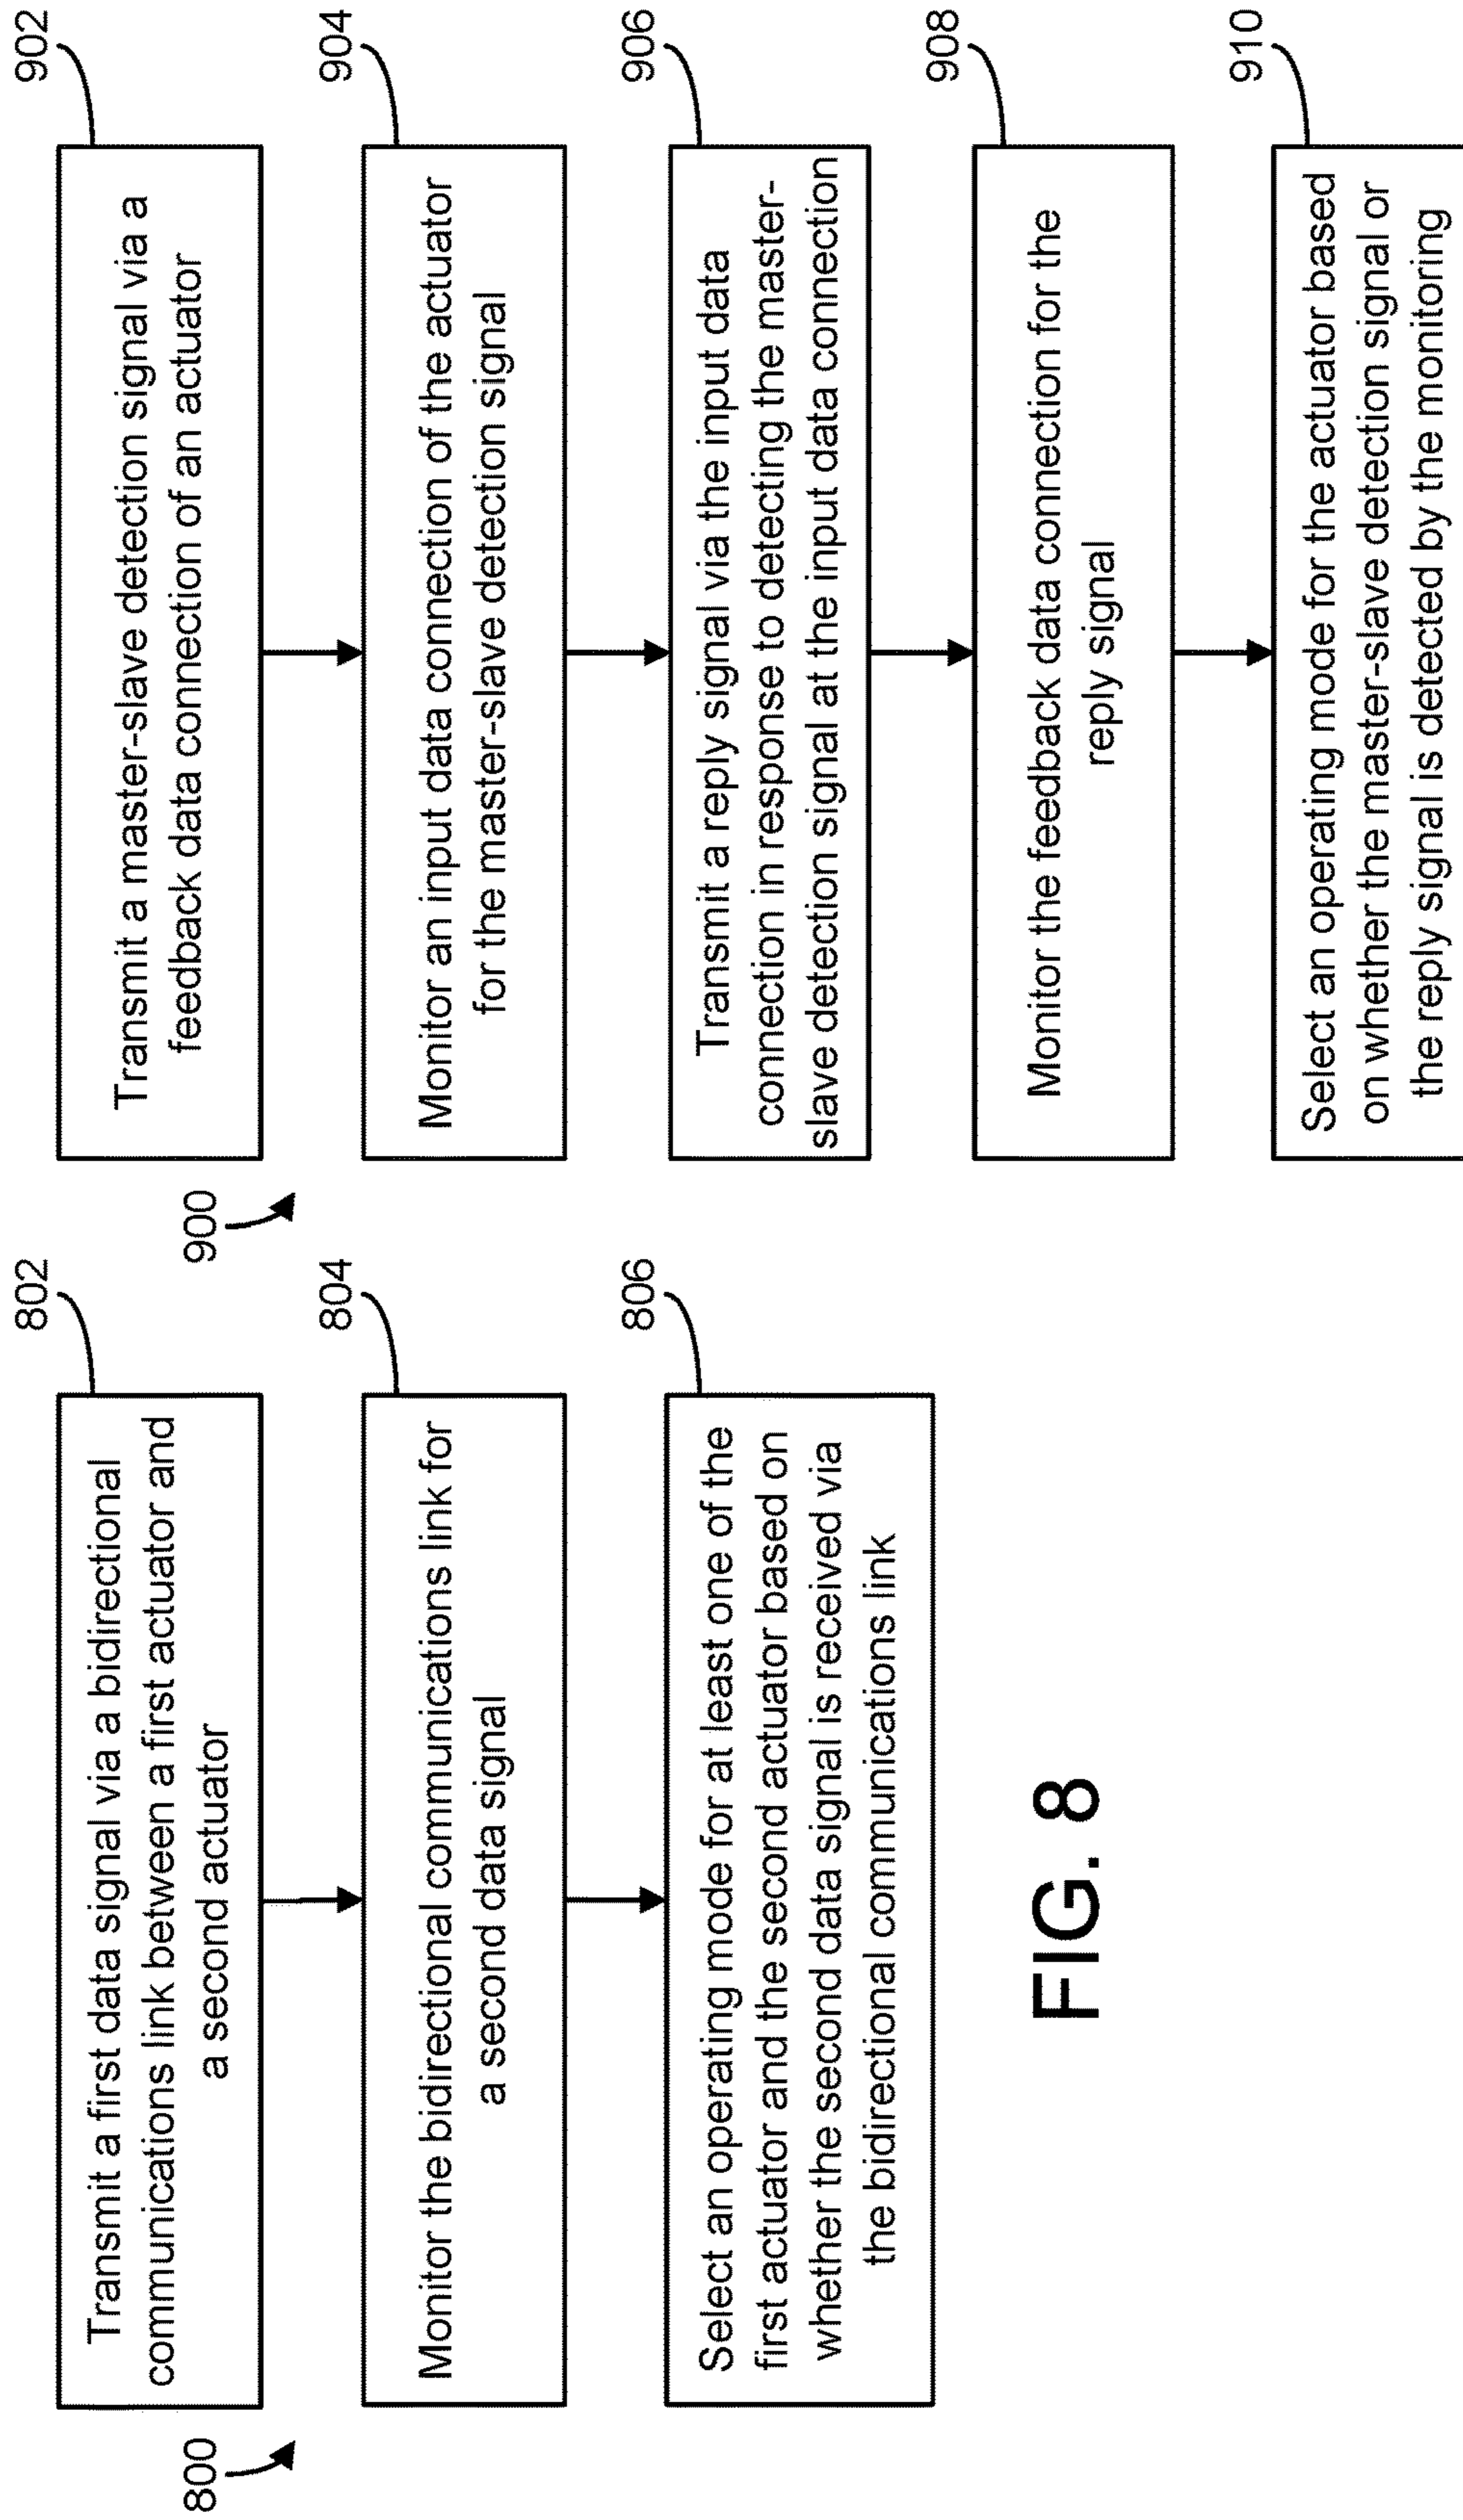 800
802
Transmit a first data signal via a bidirectional
communications link between a first actuator and
a second actuator
804
Monitor the bidirectional communications link for
a second data signal
806
Select an operating mode for at least one of the
first actuator and the second actuator based on
whether the second data signal is received via
the bidirectional communications link
FIG. 8
900
902
Transmit a master-slave detection signal via a
feedback data connection of an actuator
904
Monitor an input data connection of the actuator
for the master-slave detection signal
906
Transmit a reply signal via the input data
connection in response to detecting the master-
slave detection signal at the input data connection
908
Monitor the feedback data connection for the
reply signal
910
Select an operating mode for the actuator based
on whether the master-slave detection signal or
the reply signal is detected by the monitoring